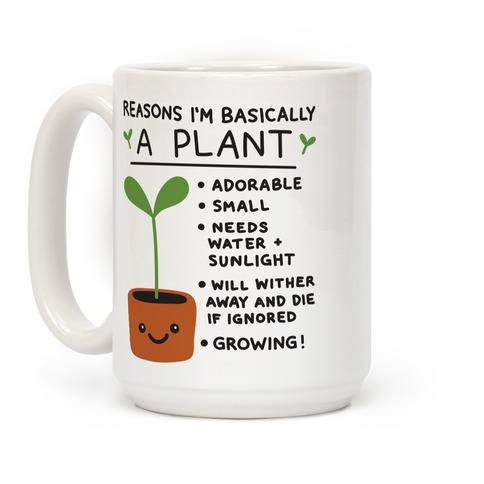 REASONS I'M BASICALLY
A PLANT
• ADORABLE
• SMALL
• NEEDS
WATER +
SUNLIGHT
• WILL WITHER
AWAY AND DIE
IF IGNORED
• GROWING!